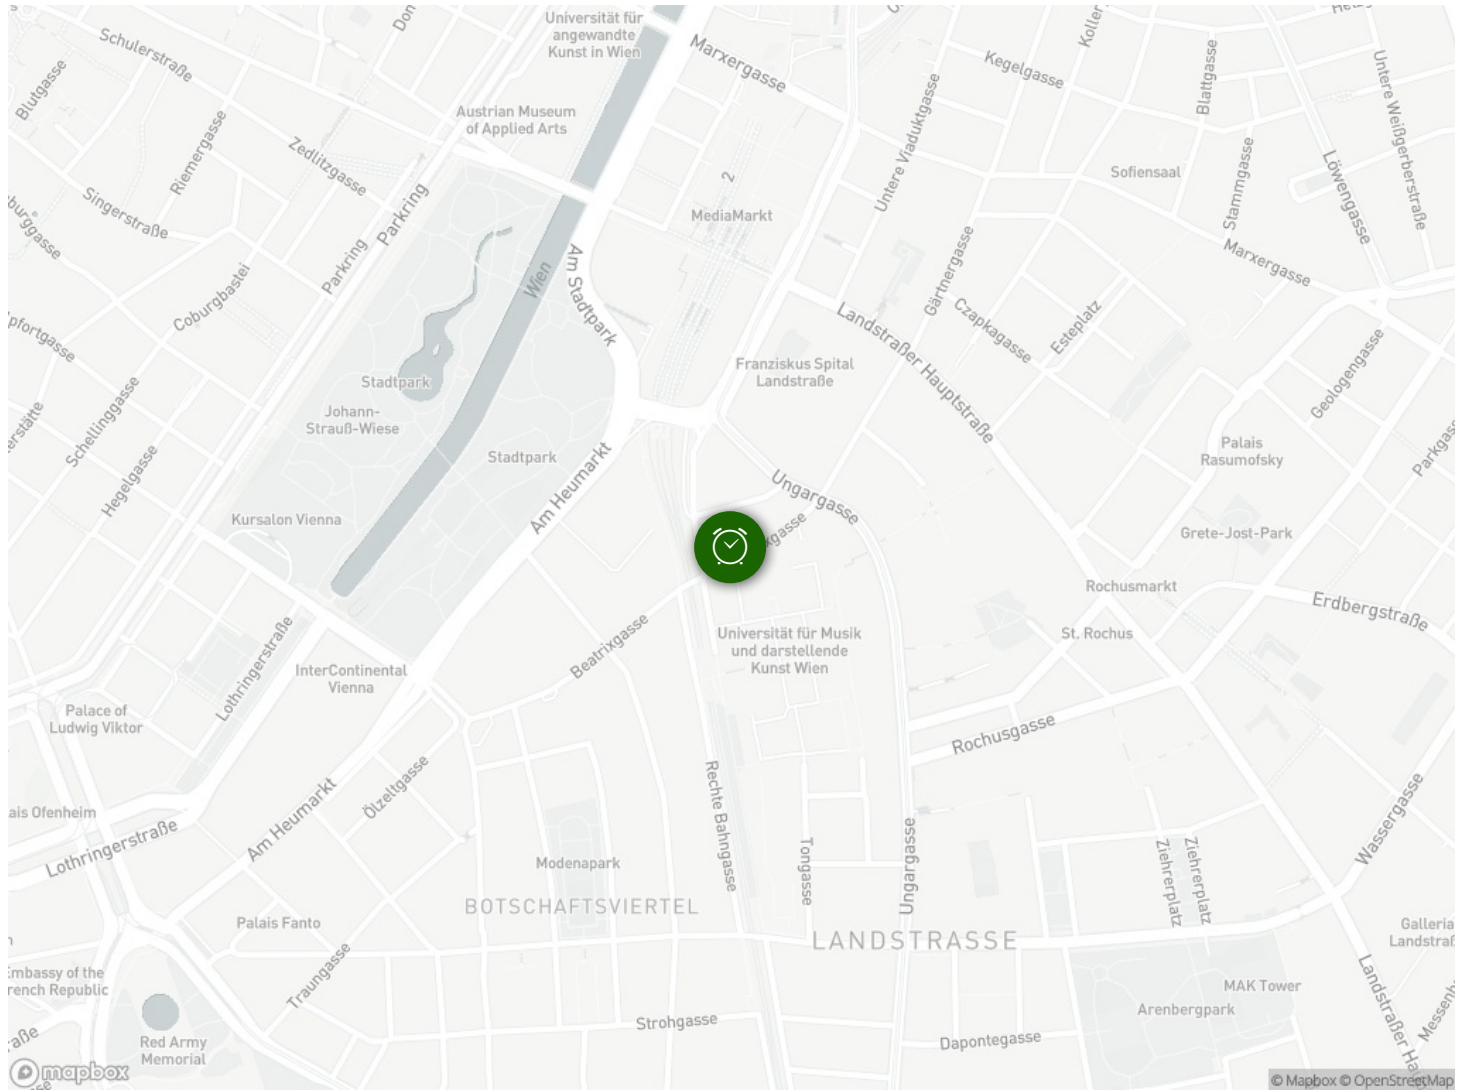 Universität für
angewandte
Kunst in Wien
Schulerstraße
Marxergasse
Kegelgasse
Blutgasse
Blattgasse
Untere Weißgerberstraße
Austrian Museum
of Applied Arts
Riemergasse
Zedlitzgasse
Untere Viaduktgasse
Sofiensaal
Stammgasse
Löwengasse
2
MediaMarkt
Singerstraße
Parkring
Parkring
Wien
Am Stadtpark
Gärtnergasse
Marxergasse
Coburgbastei
Czapkagasse
Esteplatz
Landstraßer Hauptstraße
Franziskus Spital
Landstraße
Geologengasse
Stadtpark
Johann-
Strauß-Wiese
Schellinggasse
Hegelgasse
Stadtpark
Am Heumarkt
Ungargasse
Palais
Rasumofsky
Kursalon Vienna
Grete-Jost-Park
Rochusmarkt
Erdbergstraße
St. Rochus
Universität für Musik
und darstellende
Kunst Wien
Beatrixgasse
Lothringerstraße
InterContinental
Vienna
Palace of
Ludwig Viktor
Rochusgasse
Ölzeltgasse
Rechte Bahngasse
Am Heumarkt
Lothringerstraße
Wassergasse
Modenapark
Tongasse
Ungargasse
Ziehrerplatz
Ziehrerplatz
BOTSCHAFTSVIERTEL
LANDSTRASSE
Palais Fanto
Galleria
Traungasse
MAK Tower
Arenbergpark
Strohgasse
Dapontegasse
Red Army
Memorial
mapbox
© Mapbox © OpenStreetMap